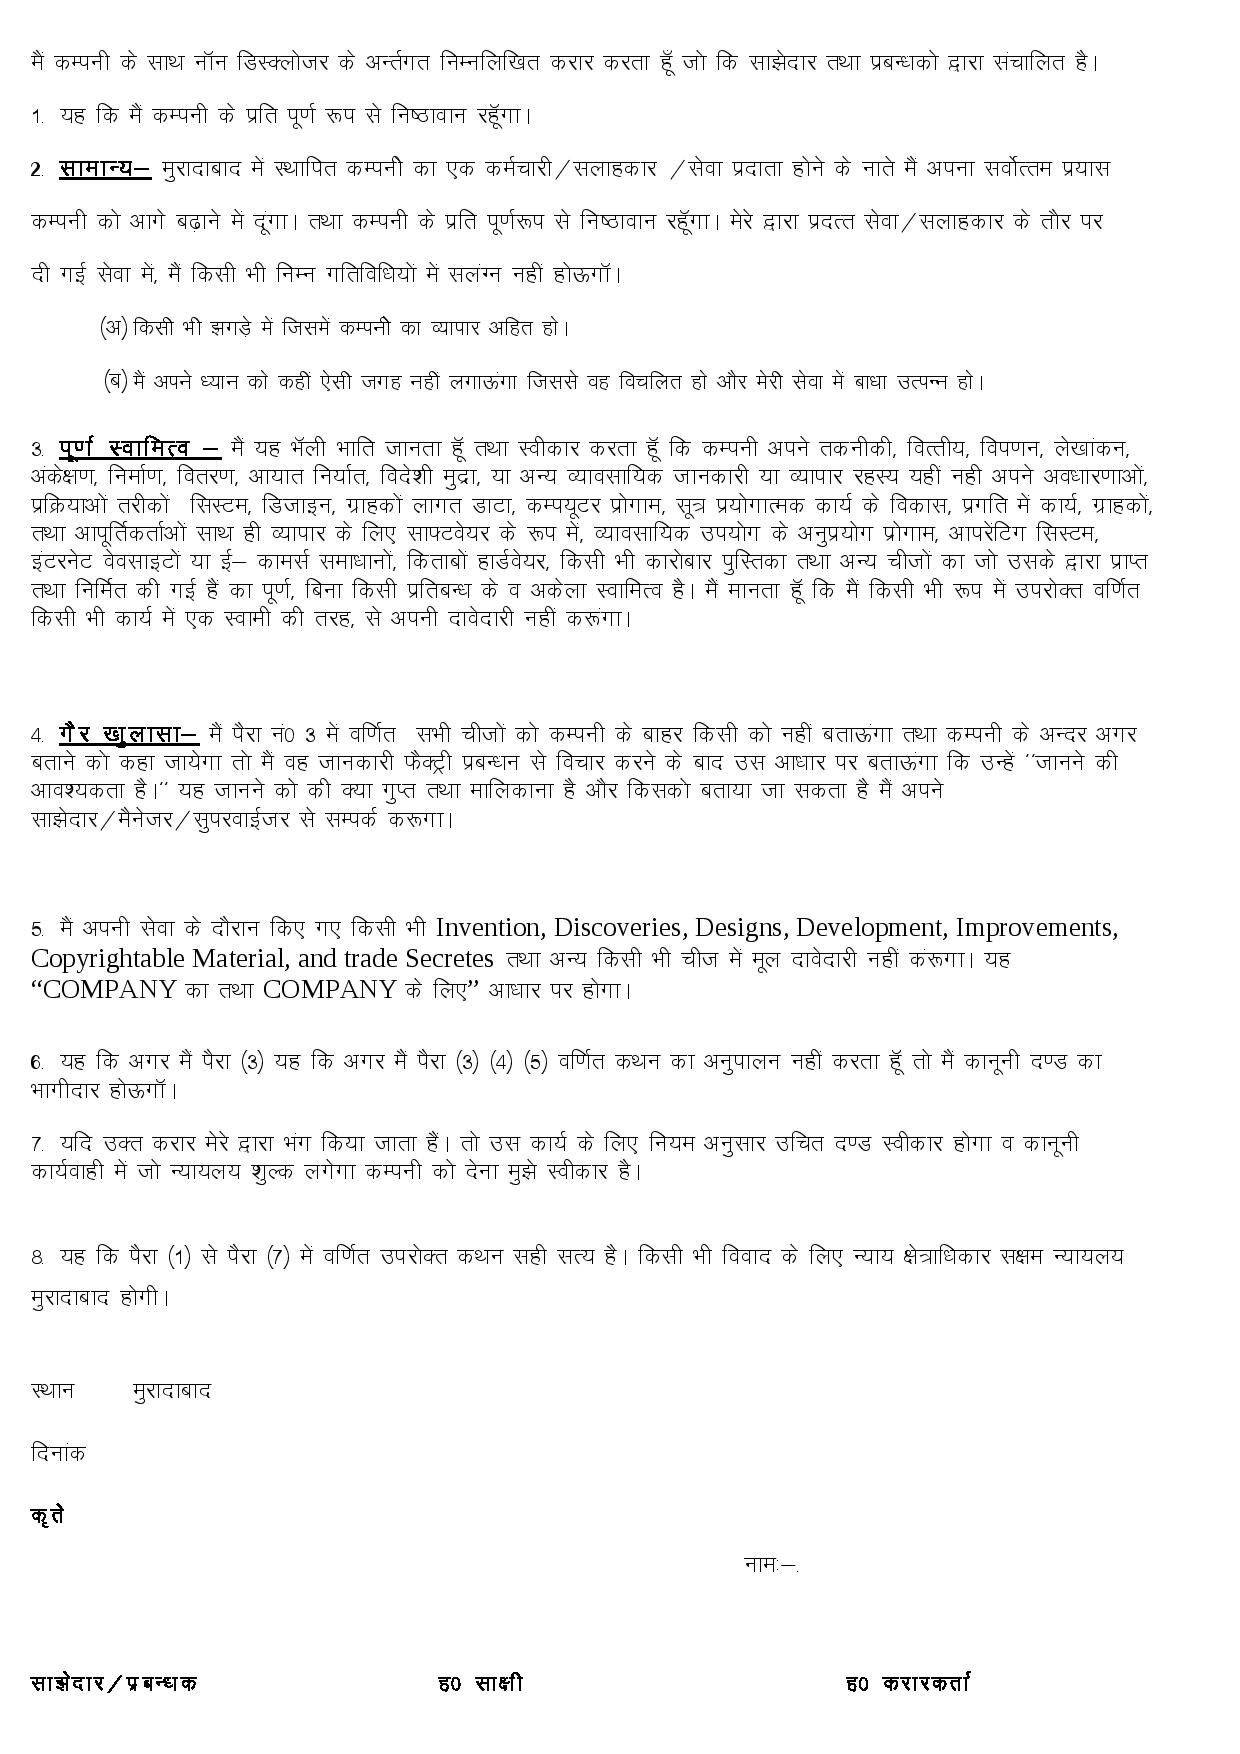 मैं कम्पनी के साथ नॉन डिस्क्लोजर के अर्न्तगत निम्नलिखित करार करता हूॅ जो कि साझेदार तथा प्रबन्धको द्वारा संचालित है।
1. यह कि मैं कम्पनी के प्रति पूर्ण रूप से निष्ठावान रहूॅगा।
2. सामान्य– मुरादाबाद में स्थापित कम्पनी का एक कर्मचारी/सलाहकार /सेवा प्रदाता होने के नाते मैं अपना सर्वोत्तम प्रयास
कम्पनी को आगे बढ़ाने में दूंगा। तथा कम्पनी के प्रति पूर्णरूप से निष्ठावान रहूॅगा। मेरे द्वारा प्रदत्त सेवा/सलाहकार के तौर पर
दी गई सेवा में, मैं किसी भी निम्न गतिविधियों में सलंग्न नहीं होऊगॉ।
(अ) किसी भी झगड़े में जिसमें कम्पनी का व्यापार अहित हो।
(ब) मैं अपने ध्यान को कहीं ऐसी जगह नहीं लगाऊंगा जिससे वह विचलित हो और मेरी सेवा में बाधा उत्पन्न हो।
3. पूर्ण स्वामित्व – मैं यह भॅली भाति जानता हूॅ तथा स्वीकार करता हूॅ कि कम्पनी अपने तकनीकी, वित्तीय, विपणन, लेखांकन,
अंकेक्षण, निर्माण, वितरण, आयात निर्यात, विदेशी मुद्रा, या अन्य व्यावसायिक जानकारी या व्यापार रहस्य यहीं नही अपने अवधारणाओं,
प्रक्रियाओं तरीकों सिस्टम, डिजाइन, ग्राहकों लागत डाटा, कम्पयूटर प्रोगाम, सूत्र प्रयोगात्मक कार्य के विकास, प्रगति में कार्य, ग्राहकों,
तथा आपूर्तिकर्ताओं साथ ही व्यापार के लिए साफ्टवेयर के रूप में, व्यावसायिक उपयोग के अनुप्रयोग प्रोगाम, आपरेंटिग सिस्टम,
इंटरनेट वेवसाइटों या ई– कामर्स समाधानों, किताबों हार्डवेयर, किसी भी कारोबार पुस्तिका तथा अन्य चीजों का जो उसके द्वारा प्राप्त
तथा निर्मित की गई हैं का पूर्ण, बिना किसी प्रतिबन्ध के व अकेला स्वामित्व है। मैं मानता हूॅ कि मैं किसी भी रूप में उपरोक्त वर्णित
किसी भी कार्य में एक स्वामी की तरह, से अपनी दावेदारी नहीं करूंगा।
4. गैर खुलासा– मैं पैरा नं0 3 में वर्णित सभी चीजों को कम्पनी के बाहर किसी को नहीं बताऊंगा तथा कम्पनी के अन्दर अगर
बताने को कहा जायेगा तो मैं वह जानकारी फैक्ट्री प्रबन्धन से विचार करने के बाद उस आधार पर बताऊंगा कि उन्हें ‘‘जानने की
आवश्यकता है।‘‘ यह जानने को की क्या गुप्त तथा मालिकाना है और किसको बताया जा सकता है मैं अपने
साझेदार/मैनेजर/सुपरवाईजर से सम्पर्क करूगा।
5. मैं अपनी सेवा के दौरान किए गए किसी भी Invention, Discoveries, Designs, Development, Improvements,
Copyrightable Material, and trade Secretes तथा अन्य किसी भी चीज में मूल दावेदारी नहीं कंरूगा। यह
“COMPANY का तथा COMPANY के लिए” आधार पर होगा।
6. यह कि अगर मैं पैरा (3) यह कि अगर मैं पैरा (3) (4) (5) वर्णित कथन का अनुपालन नहीं करता हूॅ तो मैं कानूनी दण्ड का
भागीदार होऊगॉ।
7. यदि उक्त करार मेरे द्वारा भंग किया जाता हैं। तो उस कार्य के लिए नियम अनुसार उचित दण्ड स्वीकार होगा व कानूनी
कार्यवाही में जो न्यायलय शुल्क लगेगा कम्पनी को देना मुझे स्वीकार है।
8. यह कि पैरा (1) से पैरा (7) में वर्णित उपरोक्त कथन सही सत्य है। किसी भी विवाद के लिए न्याय क्षेत्राधिकार सक्षम न्यायलय
मुरादाबाद होगी।
स्थान मुरादाबाद
दिनांक
कृते
नामः–.
साझेदार/प्रबन्धक ह0 साक्षी ह0 करारकर्ता